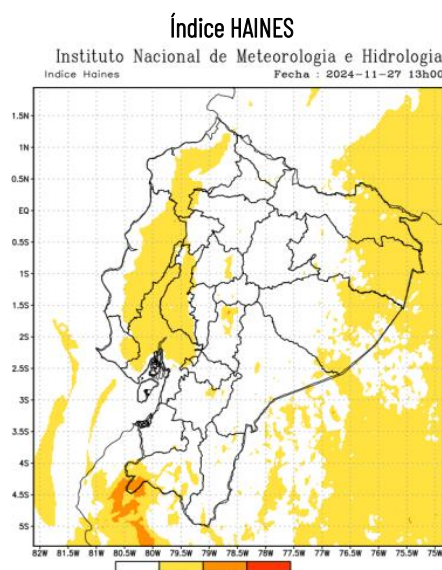 Índice HAINES
Instituto Nacional de Meteorologia e Hidrologia
Indice Haines Fecha : 2024-11-27 13h00
1.5N
1N
0.5N
EQ
0.5S
1S
1.5S
2S
2.5S
3S
3.5S
4S
4.5S
5S
82W 81.5W 81W 80.5W 80W 79.5W 79W 78.5W 78W 77.5W 77W 76.5W 76W 75.5W 75W